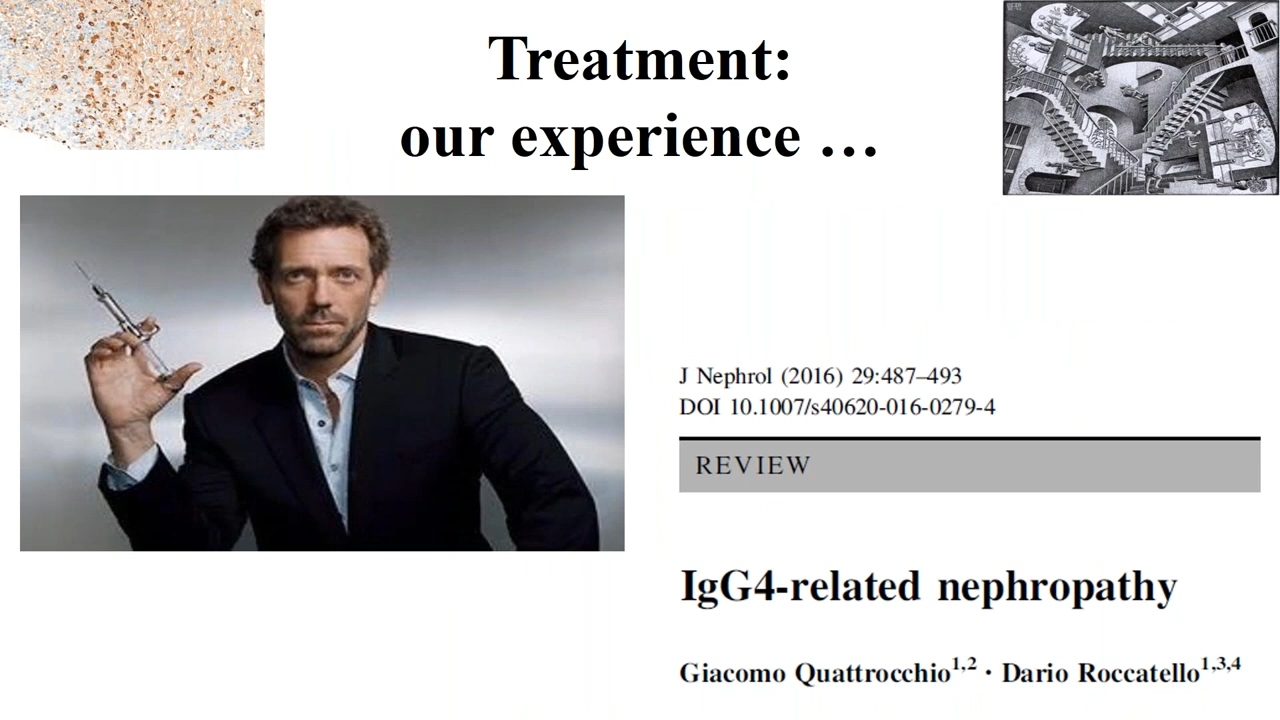 Treatment:
our experience …
J Nephrol (2016) 29:487–493
DOI 10.1007/s40620-016-0279-4
REVIEW
IgG4-related nephropathy
Giacomo Quattrocchio1,2 · Dario Roccatello1,3,4